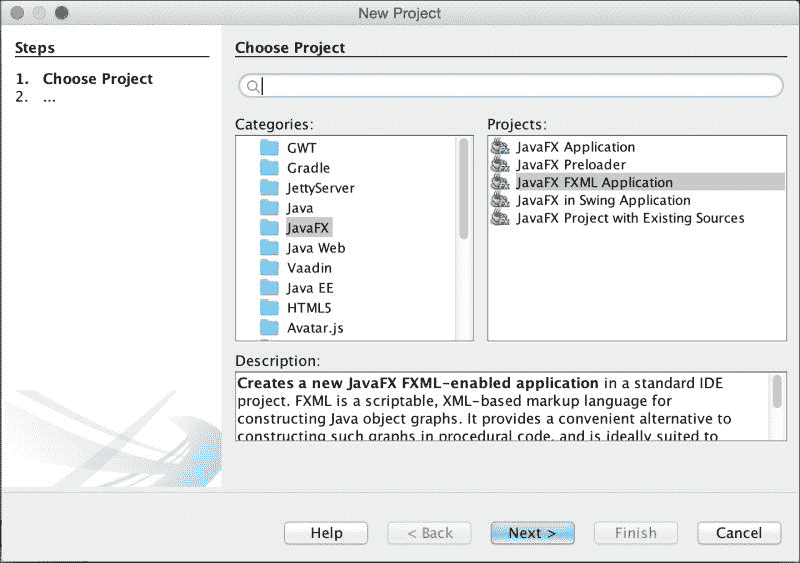 New Project
Steps
1. Choose Project
2. ...
Choose Project
Categories:
GWT
Gradle
JettyServer
Java
JavaFX
Java Web
Vaadin
Java EE
HTML5
Avatar.js
Projects:
JavaFX Application
JavaFX Preloader
JavaFX FXML Application
JavaFX in Swing Application
JavaFX Project with Existing Sources
Description:
Creates a new JavaFX FXML-enabled application in a standard IDE
project. FXML is a scriptable, XML-based markup language for
constructing Java object graphs. It provides a convenient alternative to
constructing such graphs in procedural code, and is ideally suited to
Help
< Back
Next >
Finish
Cancel